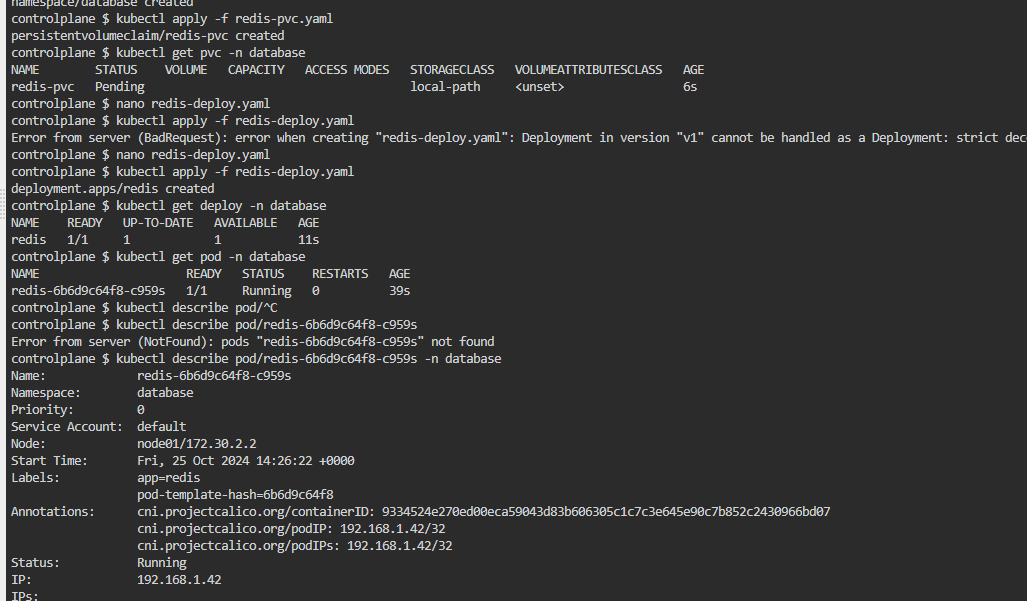 namespace/database created
controlplane $ kubectl apply -f redis-pvc.yaml
persistentvolumeclaim/redis-pvc created
controlplane $ kubectl get pvc -n database
NAME        STATUS    VOLUME   CAPACITY   ACCESS MODES   STORAGECLASS   VOLUMEATTRIBUTESCLASS   AGE
redis-pvc   Pending                                      local-path     <unset>                 6s
controlplane $ nano redis-deploy.yaml
controlplane $ kubectl apply -f redis-deploy.yaml
Error from server (BadRequest): error when creating "redis-deploy.yaml": Deployment in version "v1" cannot be handled as a Deployment: strict dec
controlplane $ nano redis-deploy.yaml
controlplane $ kubectl apply -f redis-deploy.yaml
deployment.apps/redis created
controlplane $ kubectl get deploy -n database
NAME    READY   UP-TO-DATE   AVAILABLE   AGE
redis   1/1     1            1           11s
controlplane $ kubectl get pod -n database
NAME                     READY   STATUS    RESTARTS   AGE
redis-6b6d9c64f8-c959s   1/1     Running   0          39s
controlplane $ kubectl describe pod/^C
controlplane $ kubectl describe pod/redis-6b6d9c64f8-c959s
Error from server (NotFound): pods "redis-6b6d9c64f8-c959s" not found
controlplane $ kubectl describe pod/redis-6b6d9c64f8-c959s -n database
Name:             redis-6b6d9c64f8-c959s
Namespace:        database
Priority:         0
Service Account:  default
Node:             node01/172.30.2.2
Start Time:       Fri, 25 Oct 2024 14:26:22 +0000
Labels:           app=redis
                  pod-template-hash=6b6d9c64f8
Annotations:      cni.projectcalico.org/containerID: 9334524e270ed00eca59043d83b606305c1c7c3e645e90c7b852c2430966bd07
                  cni.projectcalico.org/podIP: 192.168.1.42/32
                  cni.projectcalico.org/podIPs: 192.168.1.42/32
Status:           Running
IP:               192.168.1.42
IPs: